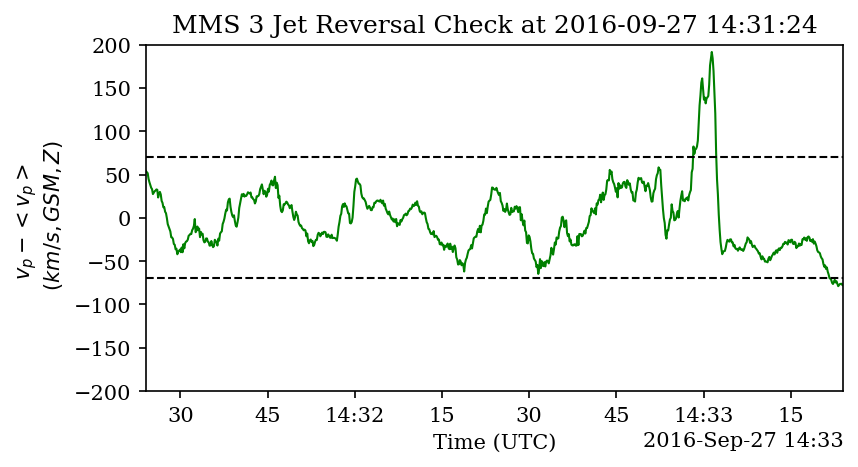 MMS 3 Jet Reversal Check at 2016-09-27 14:31:24
200
150
100
50
0
−50
−100
−150
−200
v_p − < v_p >
(km/s, GSM, Z)
30 45 14:32 15 30 45 14:33 15
Time (UTC) 2016-Sep-27 14:33